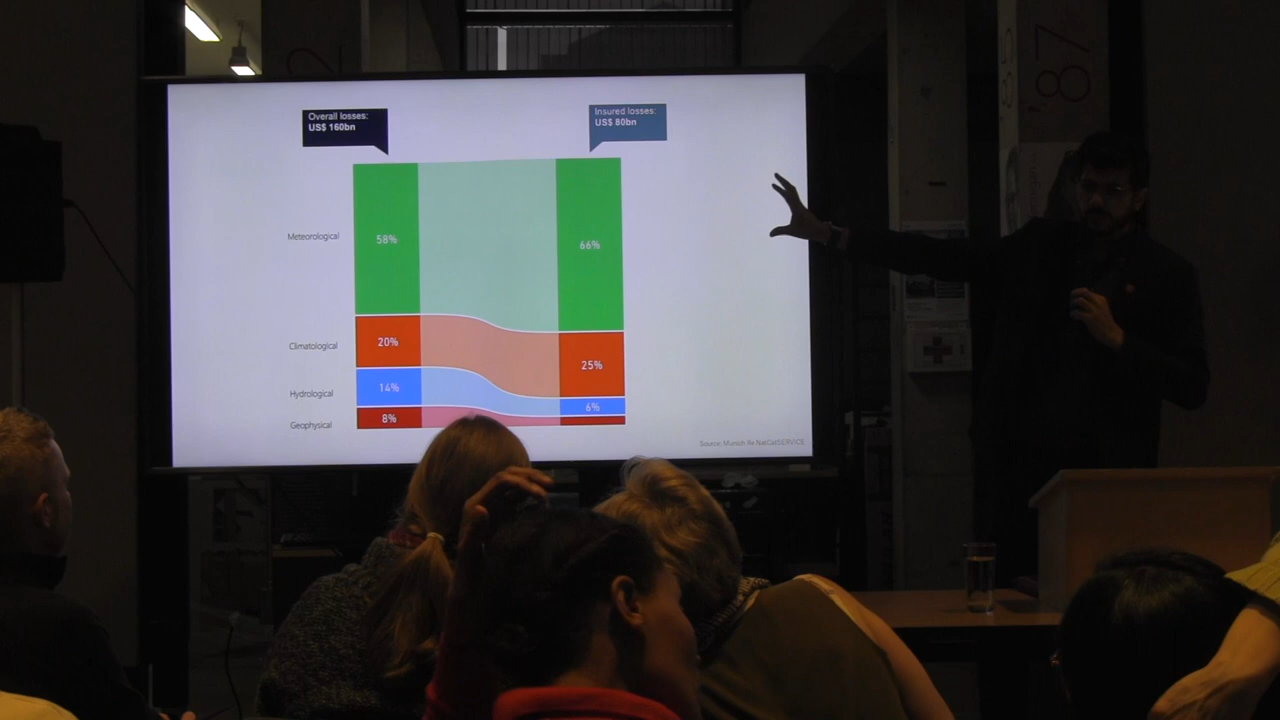 Overall losses:
US$ 160bn
Insured losses:
US$ 80bn
Meteorological
58%
66%
Climatological
20%
25%
Hydrological
14%
6%
Geophysical
8%
Source: Munich Re NatCatSERVICE
87